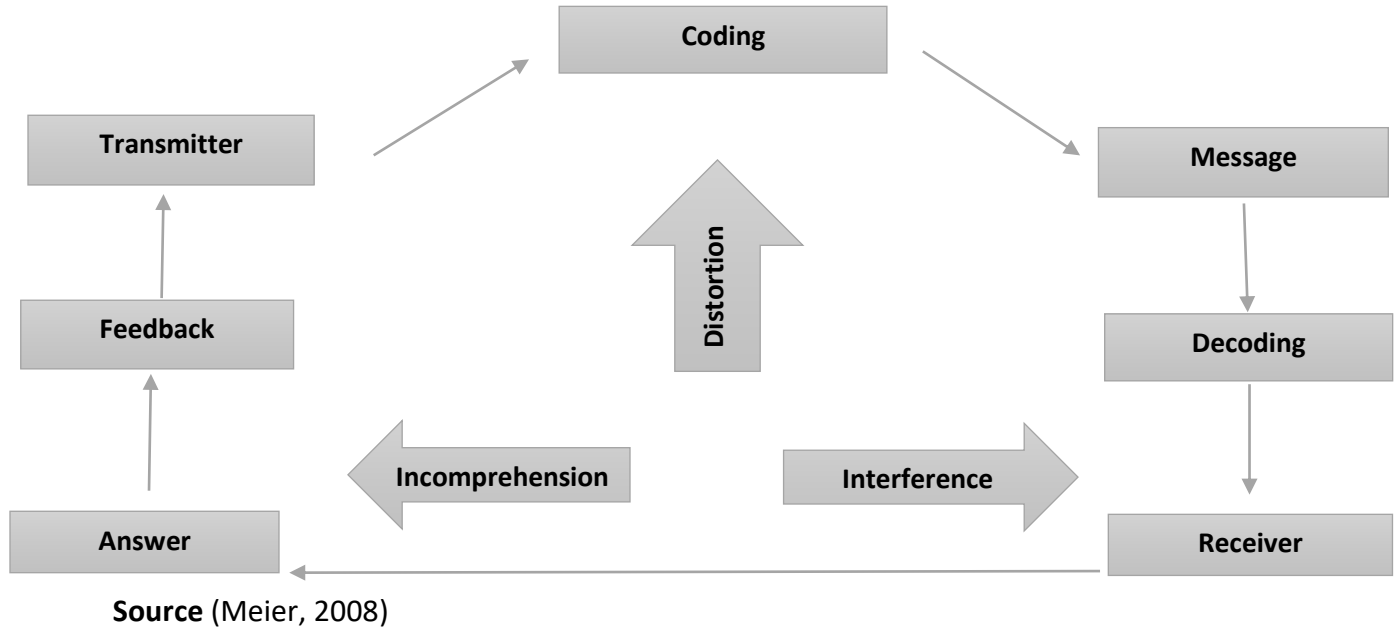 Coding
Transmitter
Message
Distortion
Feedback
Decoding
Incomprehension
Interference
Answer
Receiver
Source (Meier, 2008)